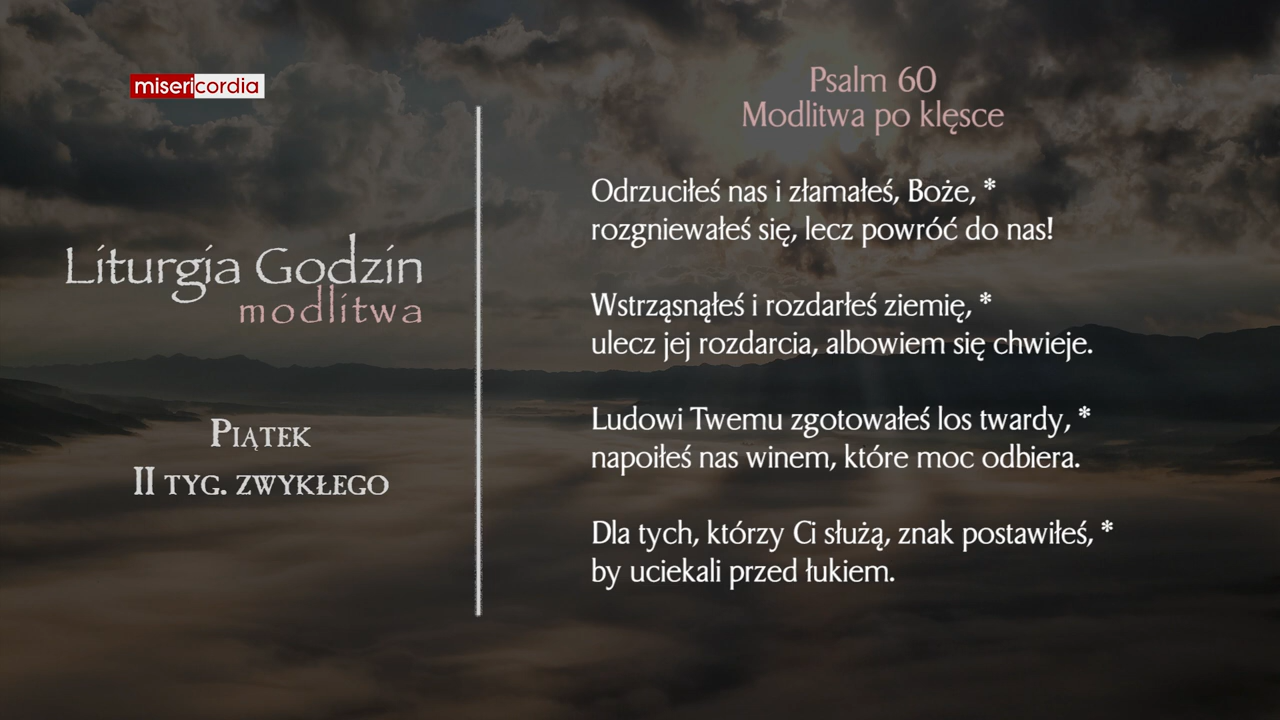 misericordia
Liturgia Godzin
modlitwa
Piątek
II tyg. zwykłego
Psalm 60
Modlitwa po klęsce
Odrzuciłeś nas i złamałeś, Boże, *
rozgniewałeś się, lecz powróć do nas!
Wstrząsnąłeś i rozdarłeś ziemię, *
ulecz jej rozdarcia, albowiem się chwieje.
Ludowi Twemu zgotowałeś los twardy, *
napoiłeś nas winem, które moc odbiera.
Dla tych, którzy Ci służą, znak postawiłeś, *
by uciekali przed łukiem.